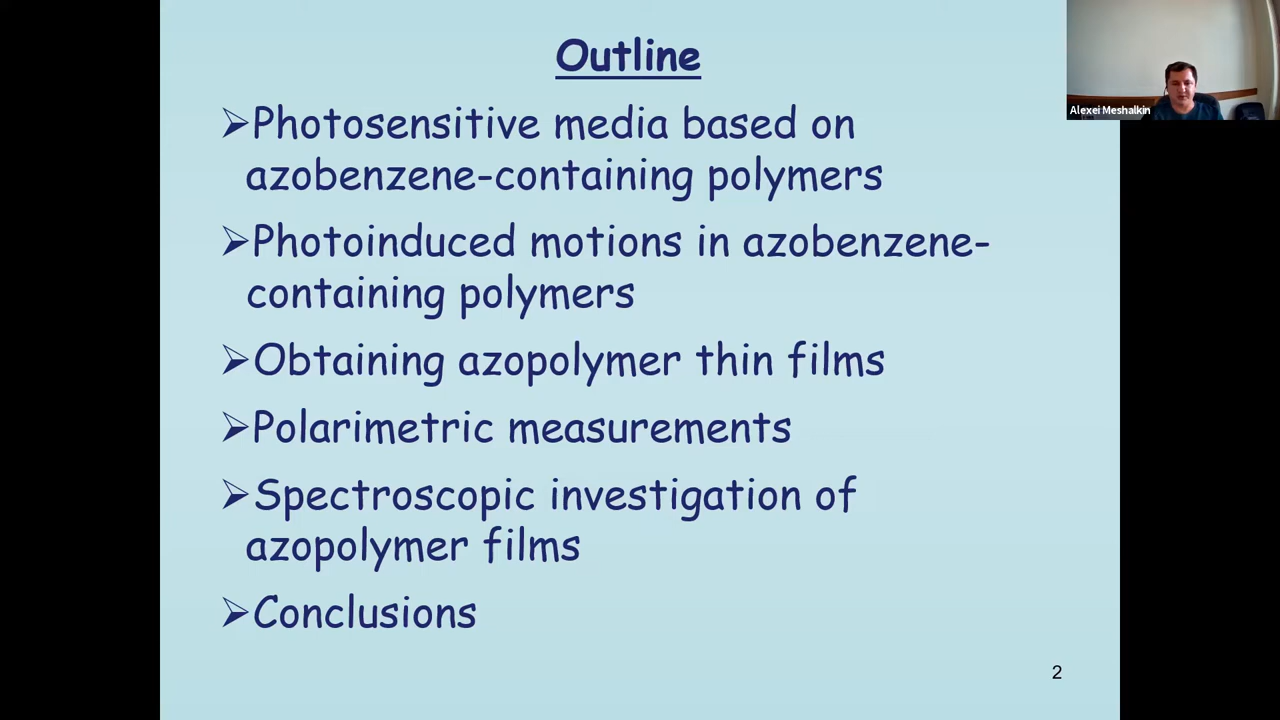 Outline
➢Photosensitive media based on
azobenzene-containing polymers
➢Photoinduced motions in azobenzene-
containing polymers
➢Obtaining azopolymer thin films
➢Polarimetric measurements
➢Spectroscopic investigation of
azopolymer films
➢Conclusions
2
Alexei Meshalkin